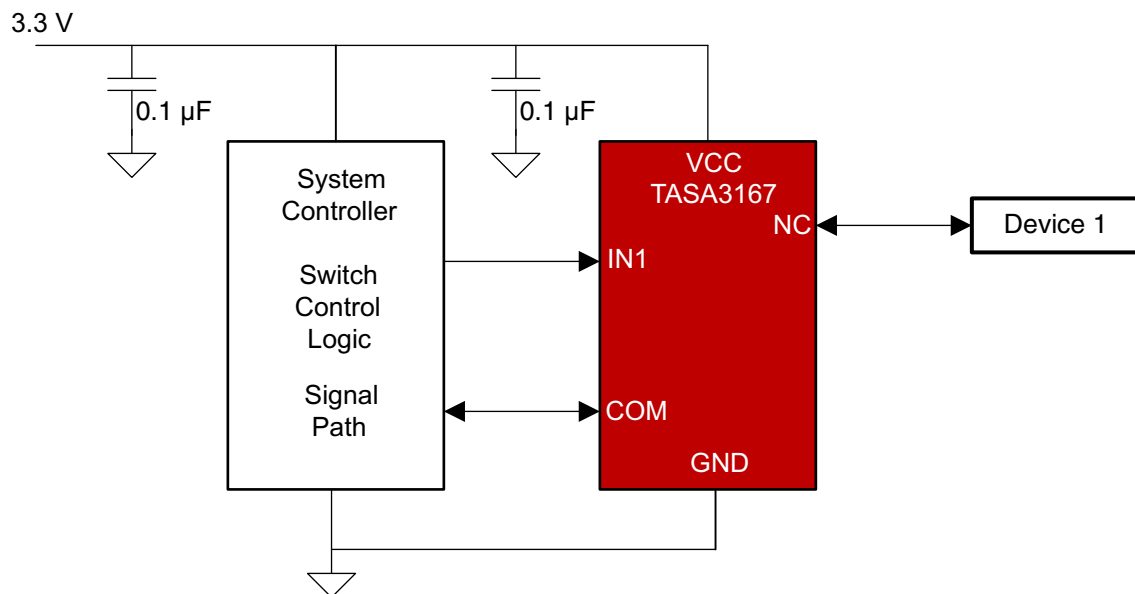 3.3 V
0.1 µF
0.1 µF
System
Controller
Switch
Control
Logic
Signal
Path
VCC
TASA3167
NC
IN1
COM
GND
Device 1